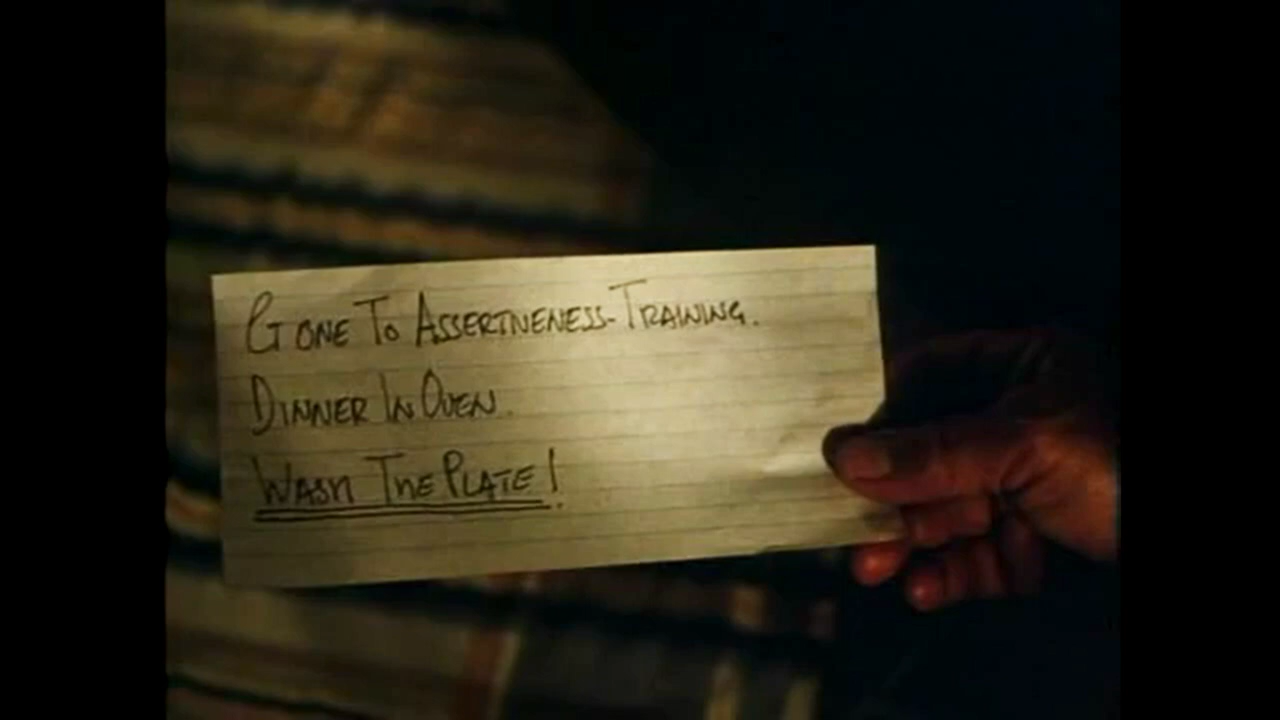 GONE TO ASSERTIVENESS-TRAINING.
DINNER IN OVEN.
WASH THE PLATE!